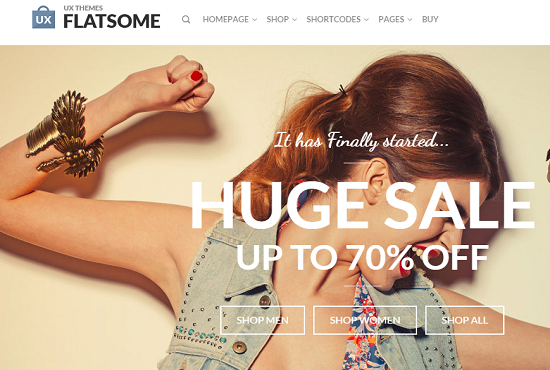 UX THEMES
UX FLATSOME
HOMEPAGE SHOP SHORTCODES PAGES BUY
It has Finally started...
HUGE SALE
UP TO 70% OFF
SHOP MEN SHOP WOMEN SHOP ALL